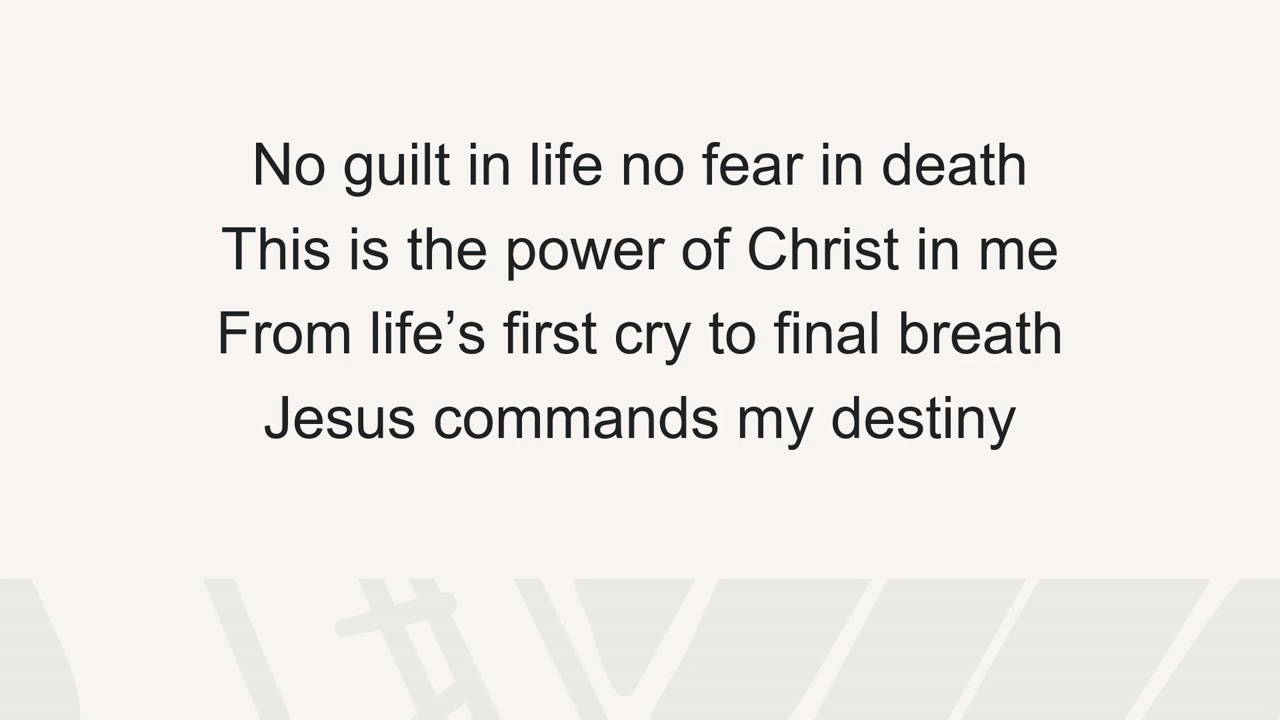 No guilt in life no fear in death
This is the power of Christ in me
From life’s first cry to final breath
Jesus commands my destiny